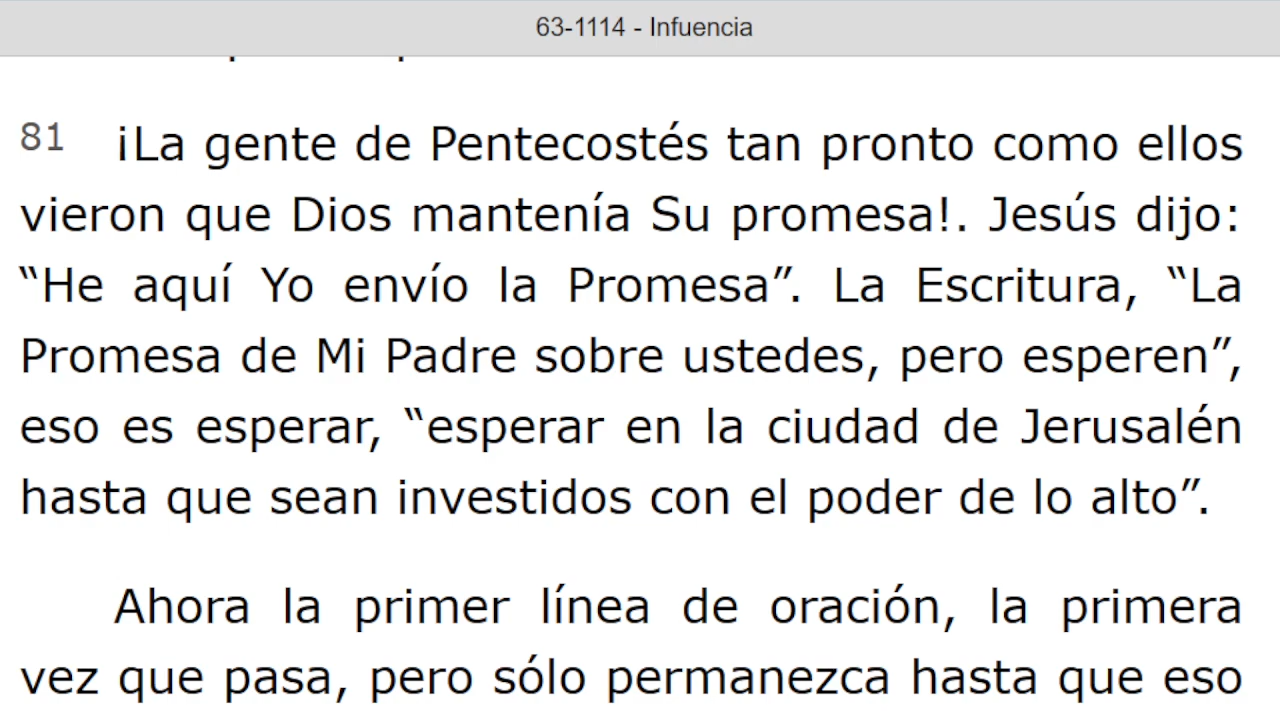 63-1114 - Infuencia
81 ¡La gente de Pentecostés tan pronto como ellos
vieron que Dios mantenía Su promesa!. Jesús dijo:
“He aquí Yo envío la Promesa”. La Escritura, “La
Promesa de Mi Padre sobre ustedes, pero esperen”,
eso es esperar, “esperar en la ciudad de Jerusalén
hasta que sean investidos con el poder de lo alto”.
Ahora la primer línea de oración, la primera
vez que pasa, pero sólo permanezca hasta que eso